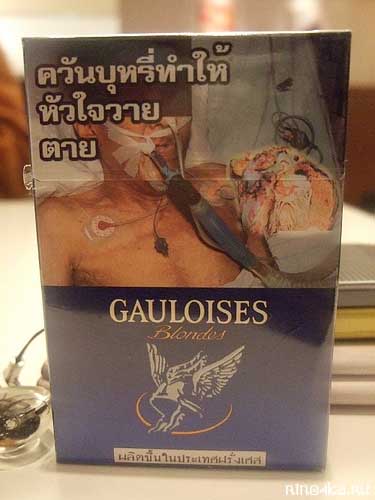 ควันบุหรี่ทำให้
หัวใจวาย
ตาย
GAULOISES
Blondes
ผลิตขึ้นในประเทศฝรั่งเศส
nino4ka.ru